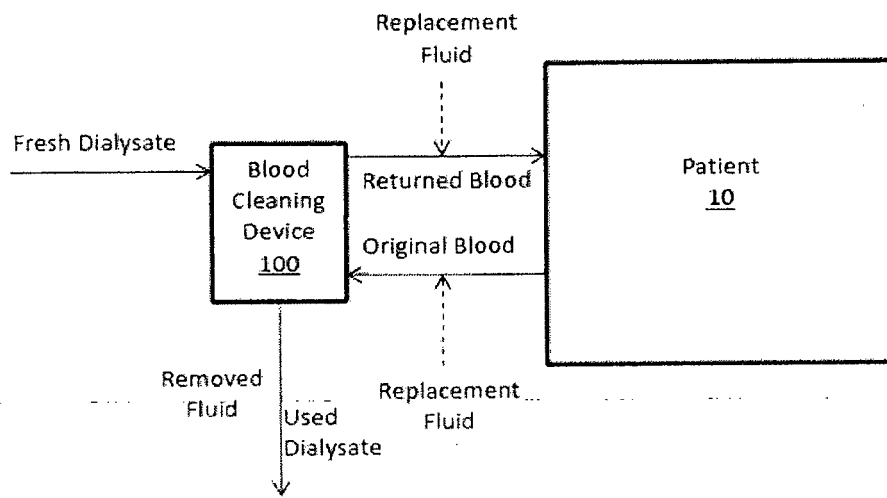 Replacement
Fluid
Fresh Dialysate
Blood
Cleaning
Device
100
Returned Blood
Original Blood
Patient
10
Removed
Fluid
Used
Dialysate
Replacement
Fluid